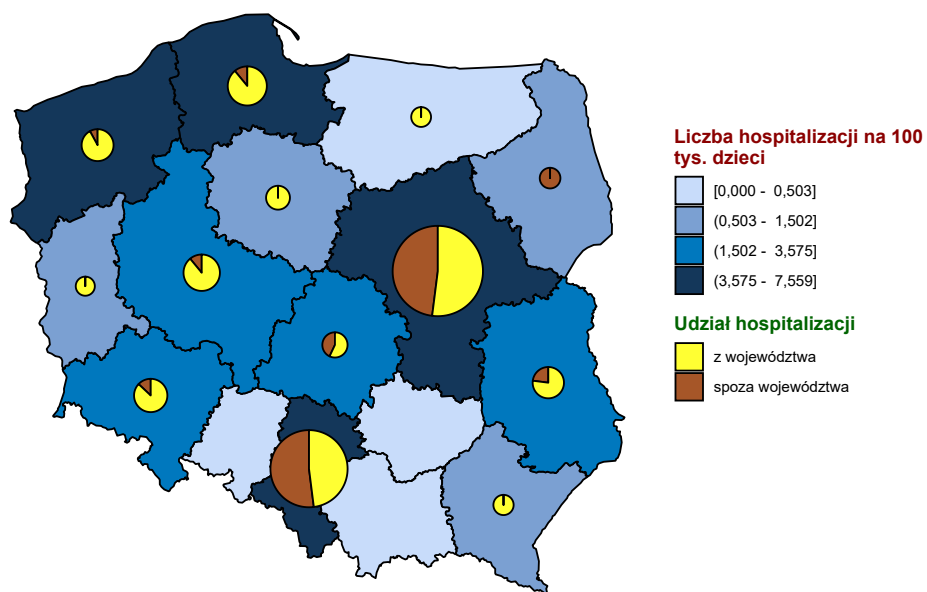 Liczba hospitalizacji na 100
tys. dzieci
[0,000 - 0,503]
(0,503 - 1,502]
(1,502 - 3,575]
(3,575 - 7,559]
Udział hospitalizacji
z województwa
spoza województwa